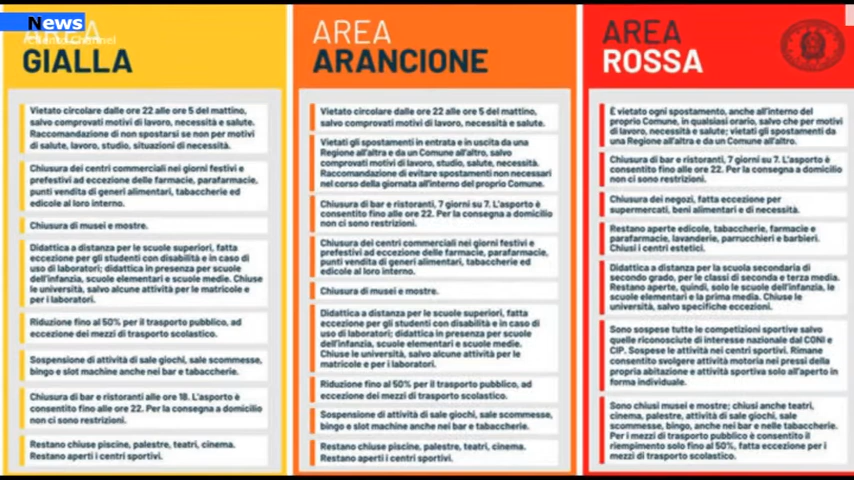 News
AREA
GIALLA
Vietato circolare dalle ore 22 alle ore 5 del mattino,
salvo comprovati motivi di lavoro, necessità e salute.
Raccomandazione di non spostarsi se non per motivi
di salute, lavoro, studio, situazioni di necessità.
Chiusura dei centri commerciali nei giorni festivi e
prefestivi ad eccezione delle farmacie, parafarmacie,
punti vendita di generi alimentari, tabaccherie ed
edicole al loro interno.
Chiusura di musei e mostre.
Didattica a distanza per le scuole superiori, fatta
eccezione per gli studenti con disabilità e in caso di
uso di laboratori; didattica in presenza per scuole
dell'infanzia, scuole elementari e scuole medie. Chiuse
le università, salvo alcune attività per le matricole e
per i laboratori.
Riduzione fino al 50% per il trasporto pubblico, ad
eccezione dei mezzi di trasporto scolastico.
Sospensione di attività di sale giochi, sale scommesse,
bingo e slot machine anche nei bar e tabaccherie.
Chiusura di bar e ristoranti alle ore 18. L'asporto è
consentito fino alle ore 22. Per la consegna a domicilio
non ci sono restrizioni.
Restano chiuse piscine, palestre, teatri, cinema.
Restano aperti i centri sportivi.
AREA
ARANCIONE
Vietato circolare dalle ore 22 alle ore 5 del mattino,
salvo comprovati motivi di lavoro, necessità e salute.
Vietati gli spostamenti in entrata e in uscita da una
Regione all'altra e da un Comune all'altro, salvo
comprovati motivi di lavoro, studio, salute, necessità.
Raccomandazione di evitare spostamenti non necessari
nel corso della giornata all'interno del proprio Comune.
Chiusura di bar e ristoranti, 7 giorni su 7. L'asporto è
consentito fino alle ore 22. Per la consegna a domicilio
non ci sono restrizioni.
Chiusura dei centri commerciali nei giorni festivi e
prefestivi ad eccezione delle farmacie, parafarmacie,
punti vendita di generi alimentari, tabaccherie ed
edicole al loro interno.
Chiusura di musei e mostre.
Didattica a distanza per le scuole superiori, fatta
eccezione per gli studenti con disabilità e in caso di
uso di laboratori; didattica in presenza per scuole
dell'infanzia, scuole elementari e scuole medie.
Chiuse le università, salvo alcune attività per le
matricole e per i laboratori.
Riduzione fino al 50% per il trasporto pubblico, ad
eccezione dei mezzi di trasporto scolastico.
Sospensione di attività di sale giochi, sale scommesse,
bingo e slot machine anche nei bar e tabaccherie.
Restano chiuse piscine, palestre, teatri, cinema.
Restano aperti i centri sportivi.
AREA
ROSSA
È vietato ogni spostamento, anche all'interno del
proprio Comune, in qualsiasi orario, salvo che per motivi
di lavoro, necessità e salute; vietati gli spostamenti da
una Regione all'altra e da un Comune all'altro.
Chiusura di bar e ristoranti, 7 giorni su 7. L'asporto è
consentito fino alle ore 22. Per la consegna a domicilio
non ci sono restrizioni.
Chiusura dei negozi, fatta eccezione per
supermercati, beni alimentari e di necessità.
Restano aperte edicole, tabaccherie, farmacie e
parafarmacie, lavanderie, parrucchieri e barbieri.
Chiusi i centri estetici.
Didattica a distanza per la scuola secondaria di
secondo grado, per le classi di seconda e terza media.
Restano aperte, quindi, solo le scuole dell'infanzia, le
scuole elementari e la prima media. Chiuse le
università, salvo specifiche eccezioni.
Sono sospese tutte le competizioni sportive salvo
quelle riconosciute di interesse nazionale dal CONI e
CIP. Sospese le attività nei centri sportivi. Rimane
consentito svolgere attività motoria nei pressi della
propria abitazione e attività sportiva solo all'aperto in
forma individuale.
Sono chiusi musei e mostre; chiusi anche teatri,
cinema, palestre, attività di sale giochi, sale
scommesse, bingo, anche nei bar e nelle tabaccherie.
Per i mezzi di trasporto pubblico è consentito il
riempimento solo fino al 50%, fatta eccezione per i
mezzi di trasporto scolastico.